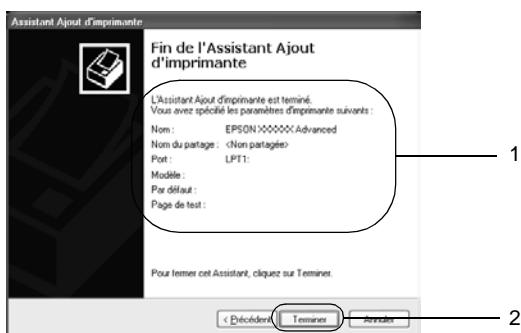 Assistant Ajout d'imprimante
Fin de l'Assistant Ajout
d'imprimante
L'Assistant Ajout d'imprimante est terminé.
Vous avez spécifié les paramètres d'imprimante suivants :
Nom : EPSON XXXXXX Advanced
Nom du partage : <Non partagée>
Port : LPT1:
Modèle :
Par défaut :
Page de test :
1
Pour fermer cet Assistant, cliquez sur Terminer.
< Précédent Terminer Annuler
2